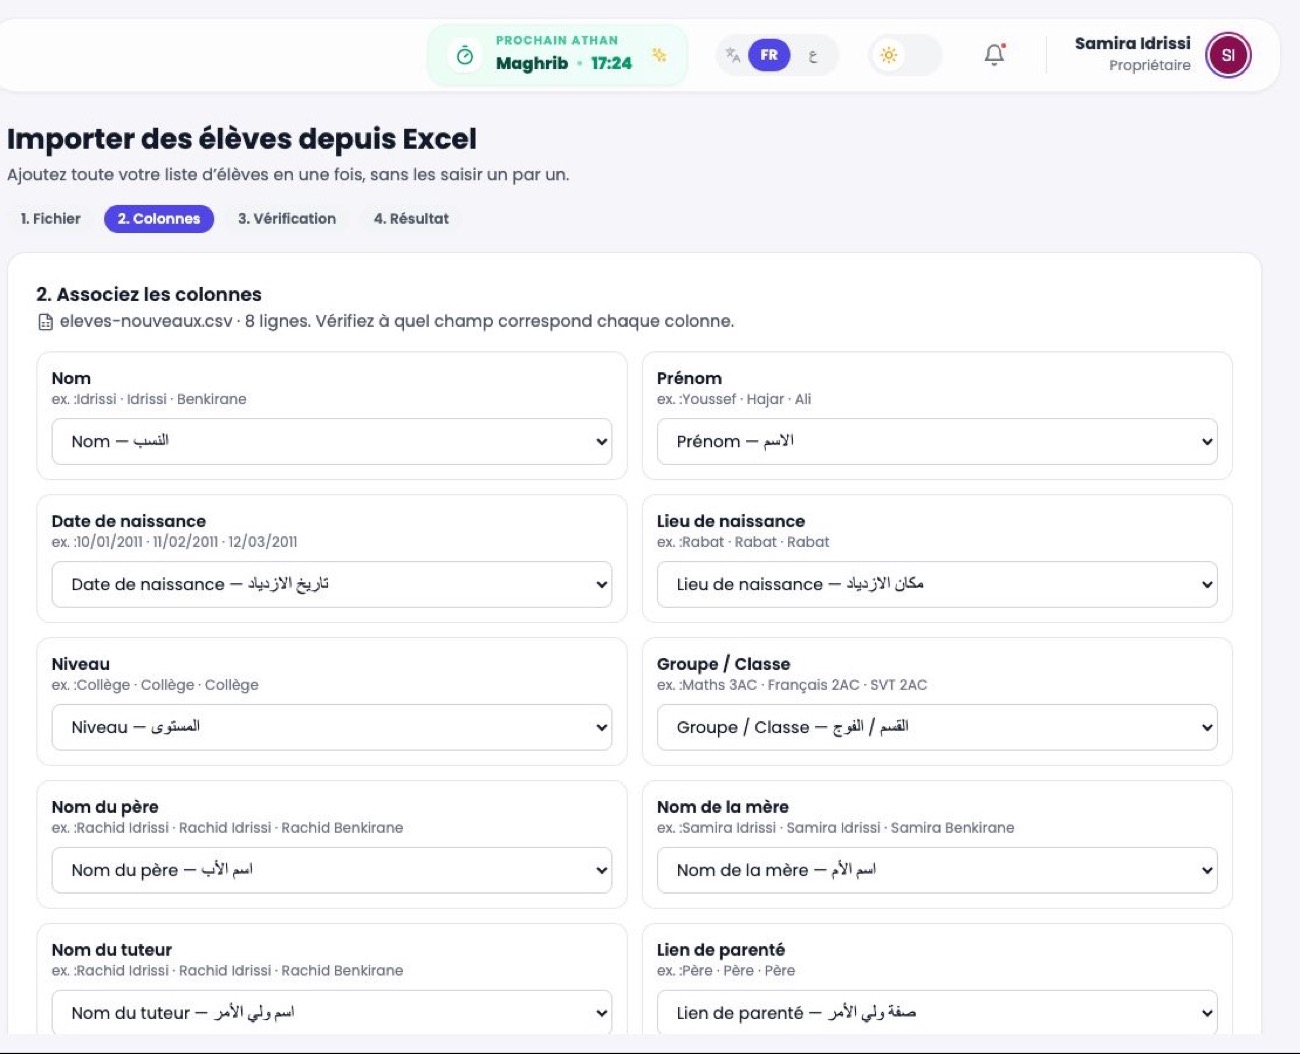 PROCHAIN ATHAN
Maghrib • 17:24
FR
ع
Samira Idrissi
Propriétaire
SI
Importer des élèves depuis Excel
Ajoutez toute votre liste d’élèves en une fois, sans les saisir un par un.
1. Fichier
2. Colonnes
3. Vérification
4. Résultat
2. Associez les colonnes
eleves-nouveaux.csv · 8 lignes. Vérifiez à quel champ correspond chaque colonne.
Nom
ex. :Idrissi · Idrissi · Benkirane
Nom — النسب
Prénom
ex. :Youssef · Hajar · Ali
Prénom — الاسم
Date de naissance
ex. :10/01/2011 · 11/02/2011 · 12/03/2011
Date de naissance — تاريخ الازدياد
Lieu de naissance
ex. :Rabat · Rabat · Rabat
Lieu de naissance — مكان الازدياد
Niveau
ex. :Collège · Collège · Collège
Niveau — المستوى
Groupe / Classe
ex. :Maths 3AC · Français 2AC · SVT 2AC
Groupe / Classe — القسم / الفوج
Nom du père
ex. :Rachid Idrissi · Rachid Idrissi · Rachid Benkirane
Nom du père — اسم الأب
Nom de la mère
ex. :Samira Idrissi · Samira Idrissi · Samira Benkirane
Nom de la mère — اسم الأم
Nom du tuteur
ex. :Rachid Idrissi · Rachid Idrissi · Rachid Benkirane
Nom du tuteur — اسم ولي الأمر
Lien de parenté
ex. :Père · Père · Père
Lien de parenté — صفة ولي الأمر